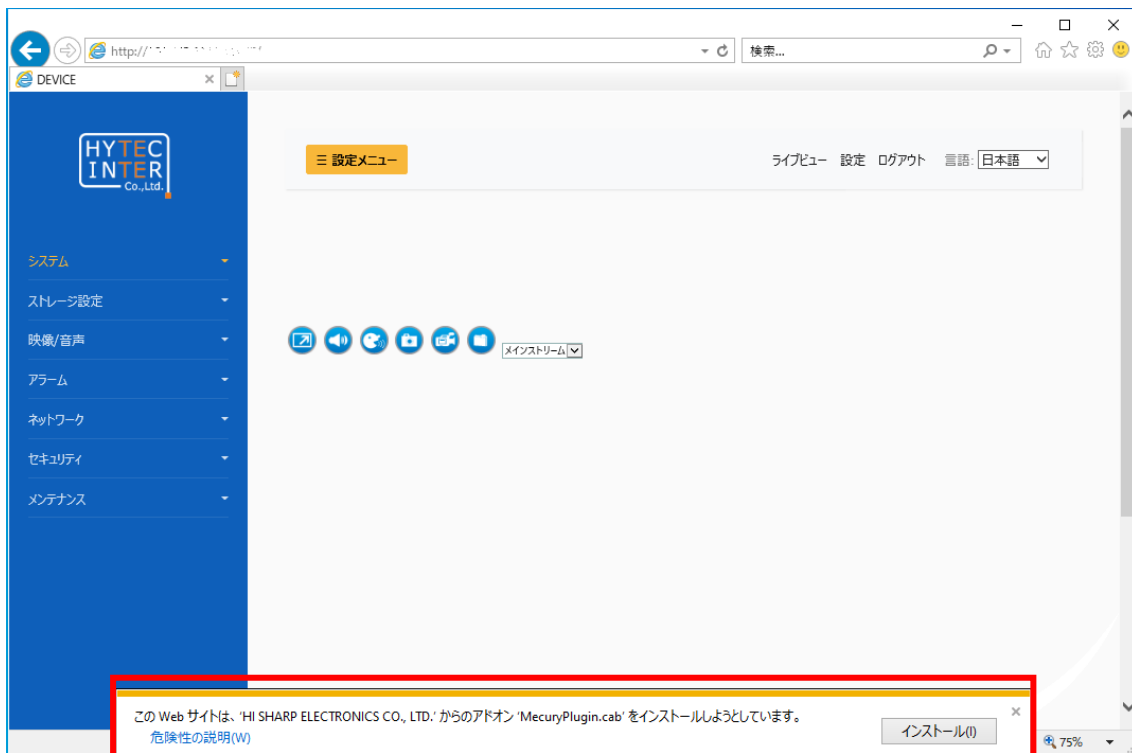 http://
検索...
DEVICE
HYTEC
INTER
Co.,Ltd.
☰ 設定メニュー
ライブビュー 設定 ログアウト 言語: 日本語
システム
ストレージ設定
映像/音声
アラーム
ネットワーク
セキュリティ
メンテナンス
メインストリーム
この Web サイトは、'HI SHARP ELECTRONICS CO., LTD.' からのアドオン 'MecuryPlugin.cab' をインストールしようとしています。
危険性の説明(W)
インストール(I)
75%